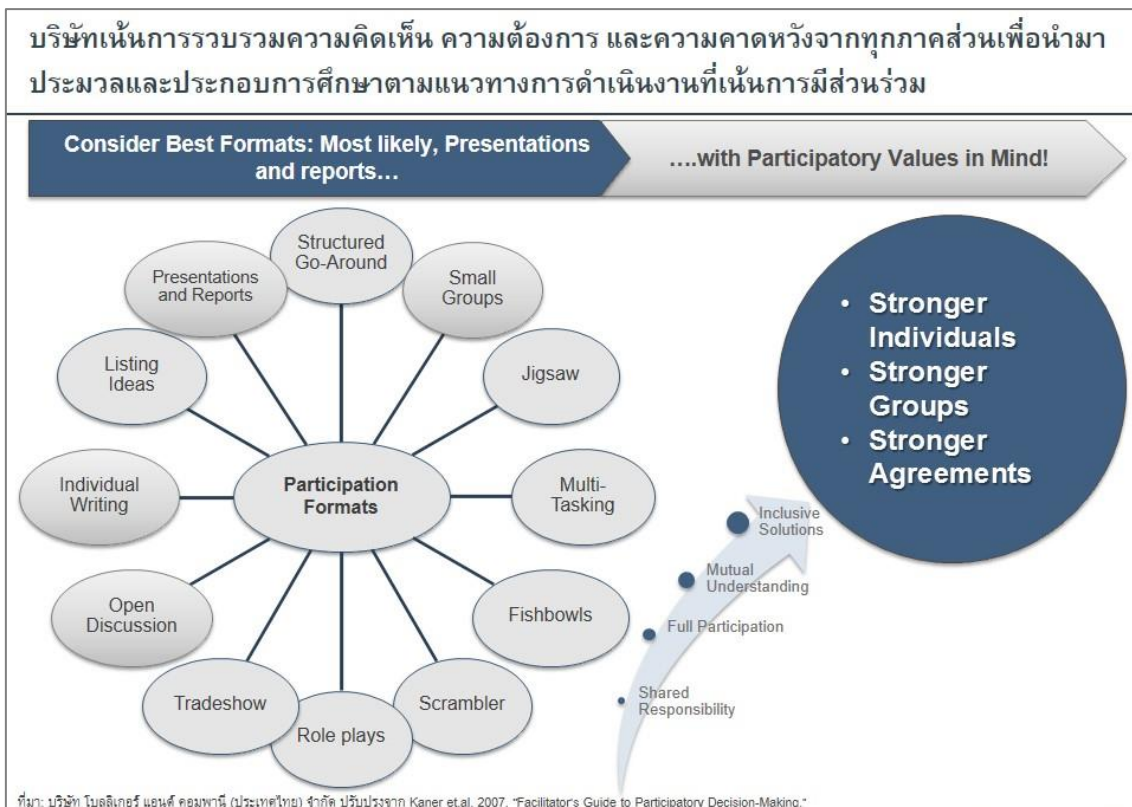 บริษัทเน้นการรวบรวมความคิดเห็น ความต้องการ และความคาดหวังจากทุกภาคส่วนเพื่อนำมา
ประมวลและประกอบการศึกษาตามแนวทางการดำเนินงานที่เน้นการมีส่วนร่วม
Consider Best Formats: Most likely, Presentations
and reports…
….with Participatory Values in Mind!
Structured
Go-Around
Presentations
and Reports
Small
Groups
Listing
Ideas
Jigsaw
Individual
Writing
Participation
Formats
Multi-
Tasking
Open
Discussion
Fishbowls
Tradeshow
Role plays
Scrambler
• Stronger
Individuals
• Stronger
Groups
• Stronger
Agreements
Inclusive
Solutions
Mutual
Understanding
Full Participation
Shared
Responsibility
ที่มา: บริษัท โบลลิเกอร์ แอนด์ คอมพานี (ประเทศไทย) จำกัด ปรับปรุงจาก Kaner et.al. 2007. "Facilitator's Guide to Participatory Decision-Making."